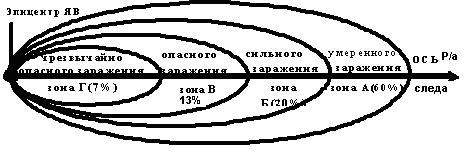 Эпицентр ЯВ
чрезвычайно
опасного заражения
зона Г(7%)
опасного
заражения
зона В
13%
сильного
заражения
зона
Б(20%)
умеренного
заражения
зона А(60%)
ОСЬ Р/а
следа